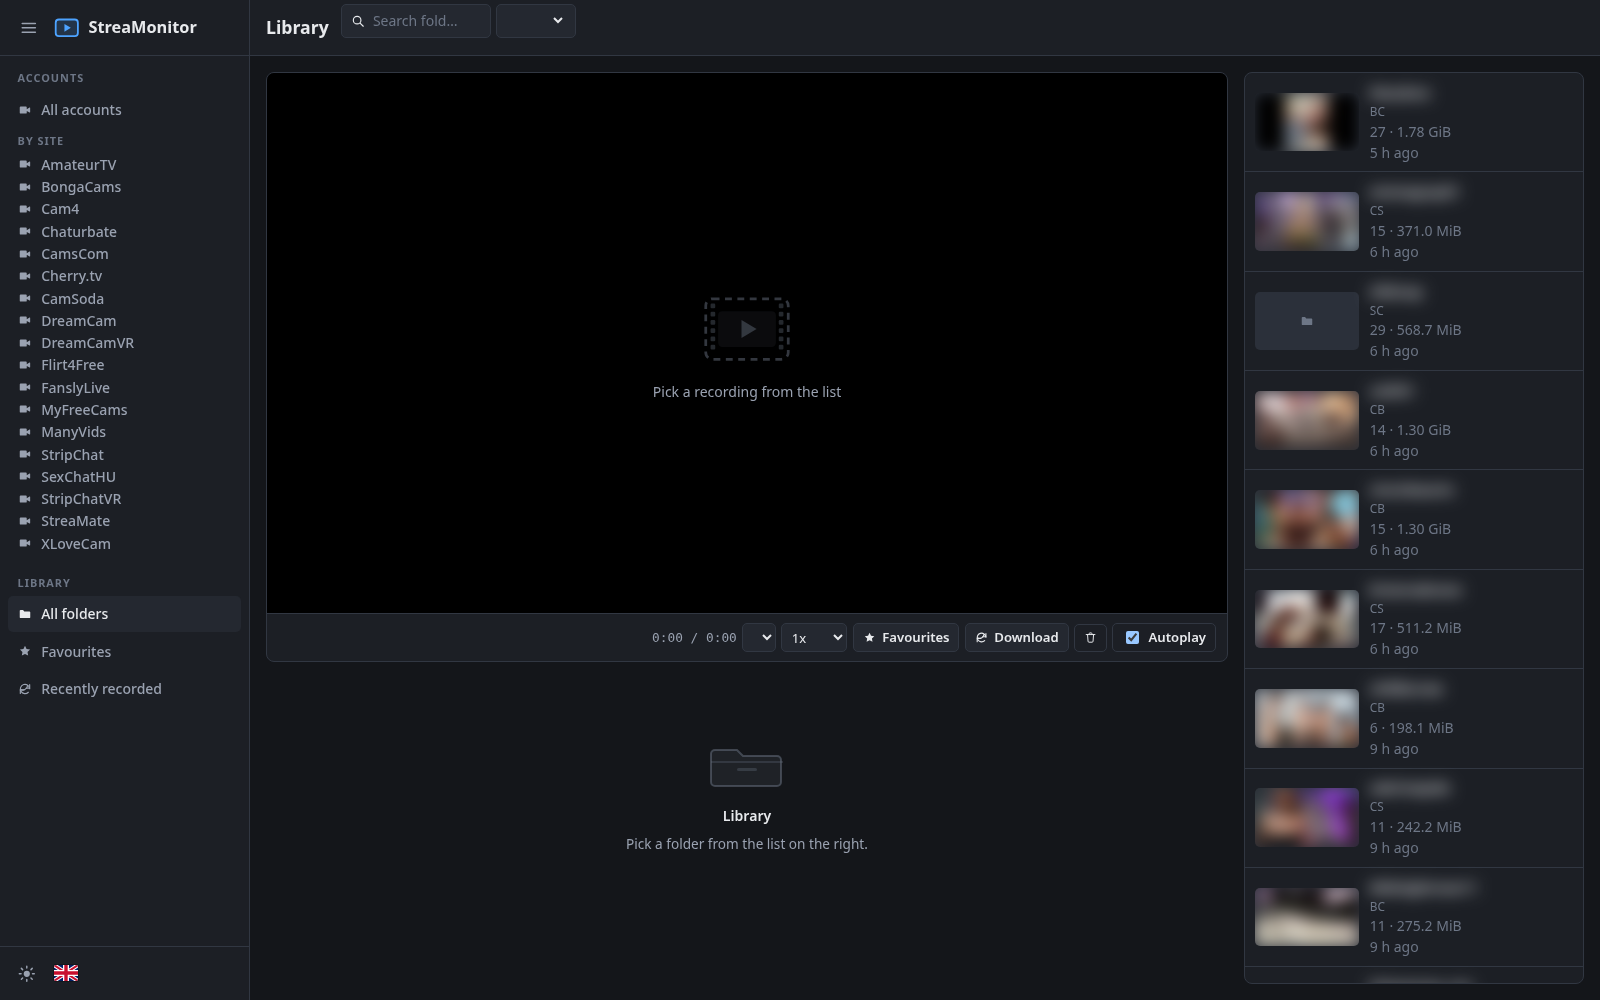 StreaMonitor
ACCOUNTS
All accounts
BY SITE
AmateurTV
BongaCams
Cam4
Chaturbate
CamsCom
Cherry.tv
CamSoda
DreamCam
DreamCamVR
Flirt4Free
FanslyLive
MyFreeCams
ManyVids
StripChat
SexChatHU
StripChatVR
StreaMate
XLoveCam
LIBRARY
All folders
Favourites
Recently recorded
Library
Search fold...
Pick a recording from the list
0:00 / 0:00
1x
Favourites
Download
Autoplay
Library
Pick a folder from the list on the right.
BC
27 · 1.78 GiB
5 h ago
CS
15 · 371.0 MiB
6 h ago
SC
29 · 568.7 MiB
6 h ago
CB
14 · 1.30 GiB
6 h ago
CB
15 · 1.30 GiB
6 h ago
CS
17 · 511.2 MiB
6 h ago
CB
6 · 198.1 MiB
9 h ago
CS
11 · 242.2 MiB
9 h ago
BC
11 · 275.2 MiB
9 h ago